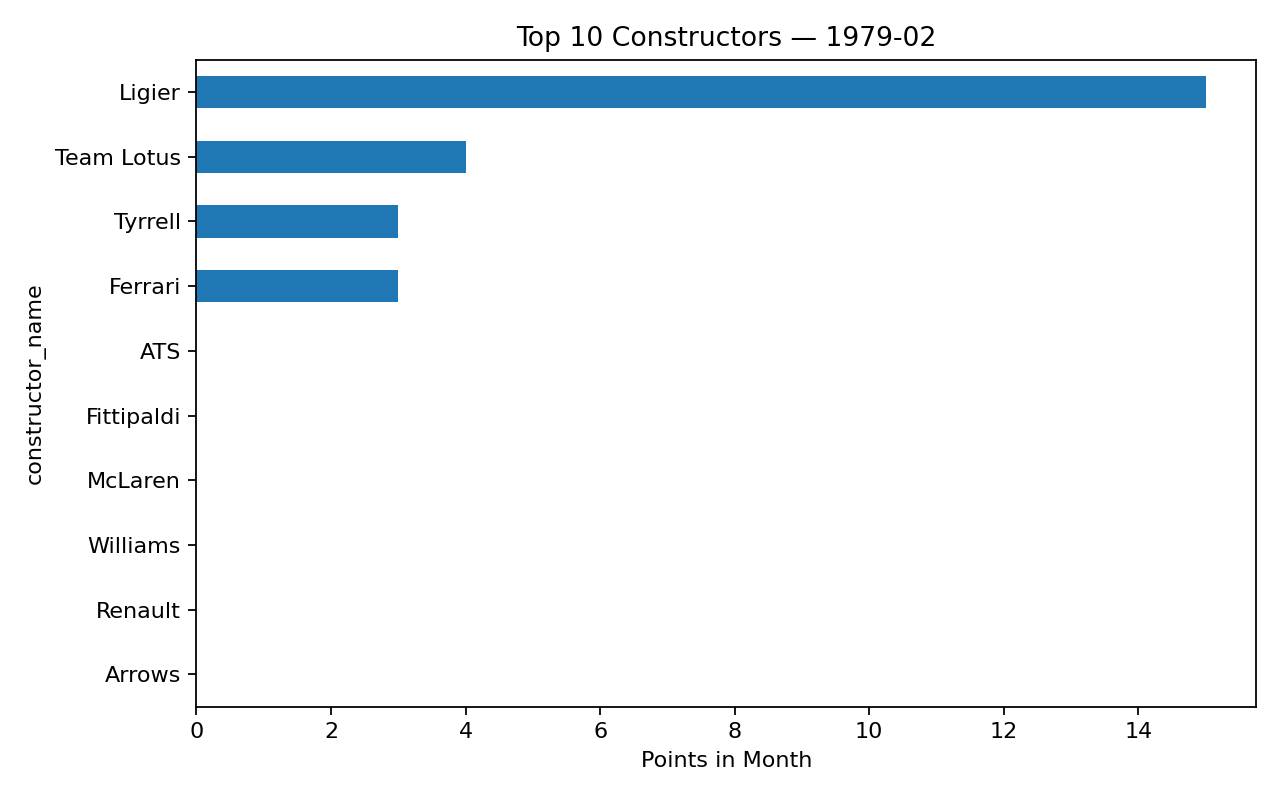 Top 10 Constructors — 1979-02
constructor_name
Ligier
Team Lotus
Tyrrell
Ferrari
ATS
Fittipaldi
McLaren
Williams
Renault
Arrows
0 2 4 6 8 10 12 14
Points in Month